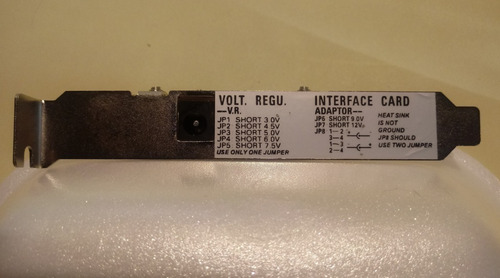 VOLT. REGU. INTERFACE CARD
—V.R. ADAPTOR—
JP1 SHORT 3.0V
JP2 SHORT 4.5V
JP3 SHORT 5.0V
JP4 SHORT 6.0V
JP5 SHORT 7.5V
USE ONLY ONE JUMPER
JP6 SHORT 9.0V
JP7 SHORT 12V
JP8 1—2
3—4
1—3
2—4
HEAT SINK
IS NOT
GROUND
JP8 SHOULD
USE TWO JUMPER